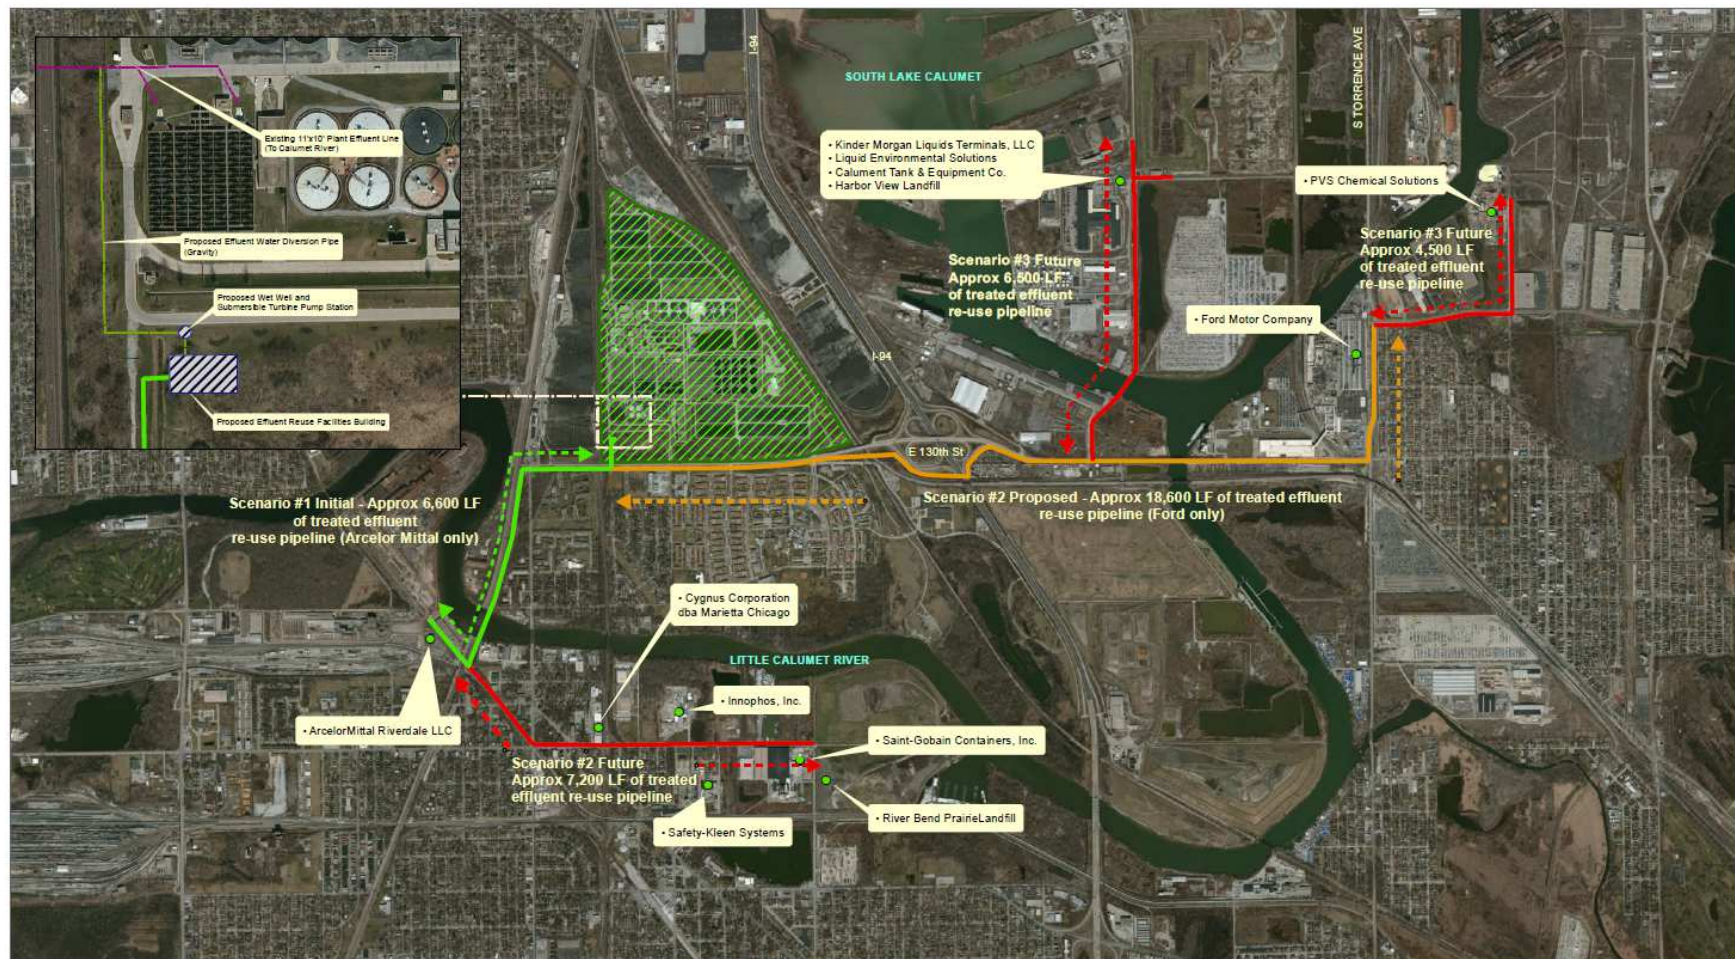 Existing 11'x10' Plant Effluent Line
(To Calumet River)
Proposed Effluent Water Diversion Pipe
(Gravity)
Proposed Wet Well and
Submersible Turbine Pump Station
Proposed Effluent Reuse Facilities Building
I-94
SOUTH LAKE CALUMET
S TORRENCE AVE
• Kinder Morgan Liquids Terminals, LLC
• Liquid Environmental Solutions
• Calument Tank & Equipment Co.
• Harbor View Landfill
• PVS Chemical Solutions
Scenario #3 Future
Approx 6,500 LF
of treated effluent
re-use pipeline
Scenario #3 Future
Approx 4,500 LF
of treated effluent
re-use pipeline
• Ford Motor Company
I-94
E 130th St
Scenario #1 Initial - Approx 6,600 LF
of treated effluent
re-use pipeline (Arcelor Mittal only)
Scenario #2 Proposed - Approx 18,600 LF of treated effluent
re-use pipeline (Ford only)
• Cygnus Corporation
dba Marietta Chicago
LITTLE CALUMET RIVER
• Innophos, Inc.
• ArcelorMittal Riverdale LLC
• Saint-Gobain Containers, Inc.
Scenario #2 Future
Approx 7,200 LF of treated
effluent re-use pipeline
• River Bend PrairieLandfill
• Safety-Kleen Systems